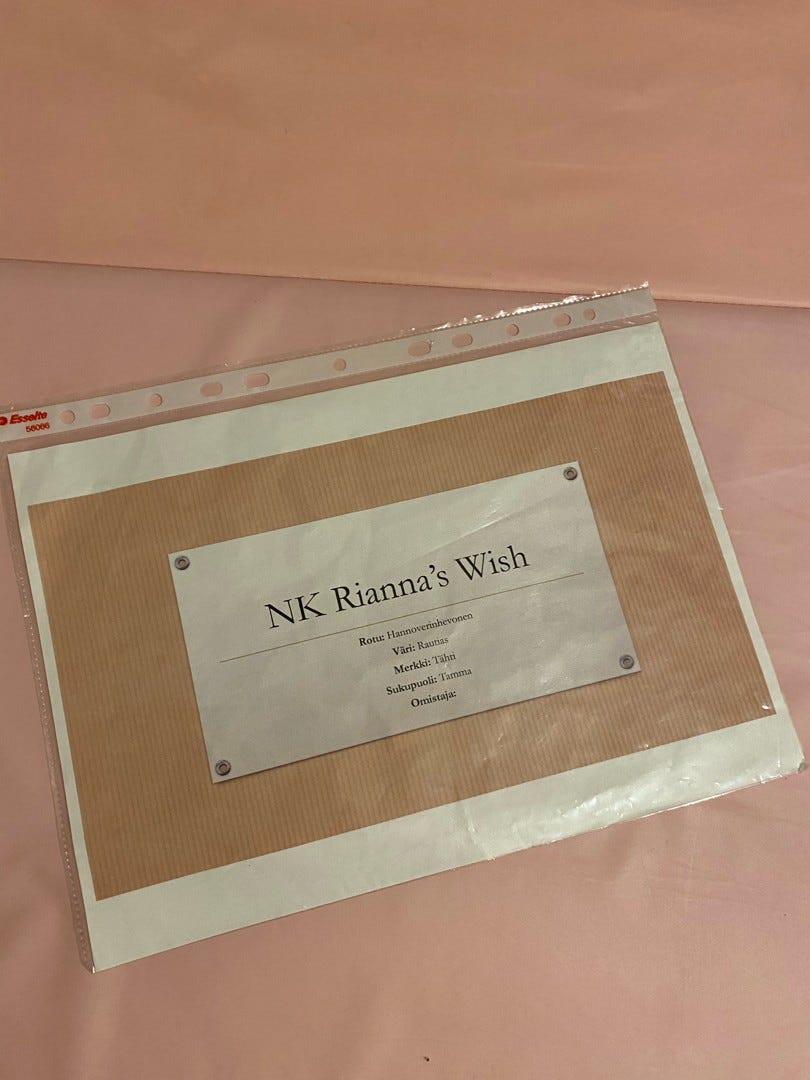 Esselte
56066
NK Rianna's Wish
Rotu: Hannoverinhevonen
Väri: Rautias
Merkki: Tähti
Sukupuoli: Tamma
Omistaja: